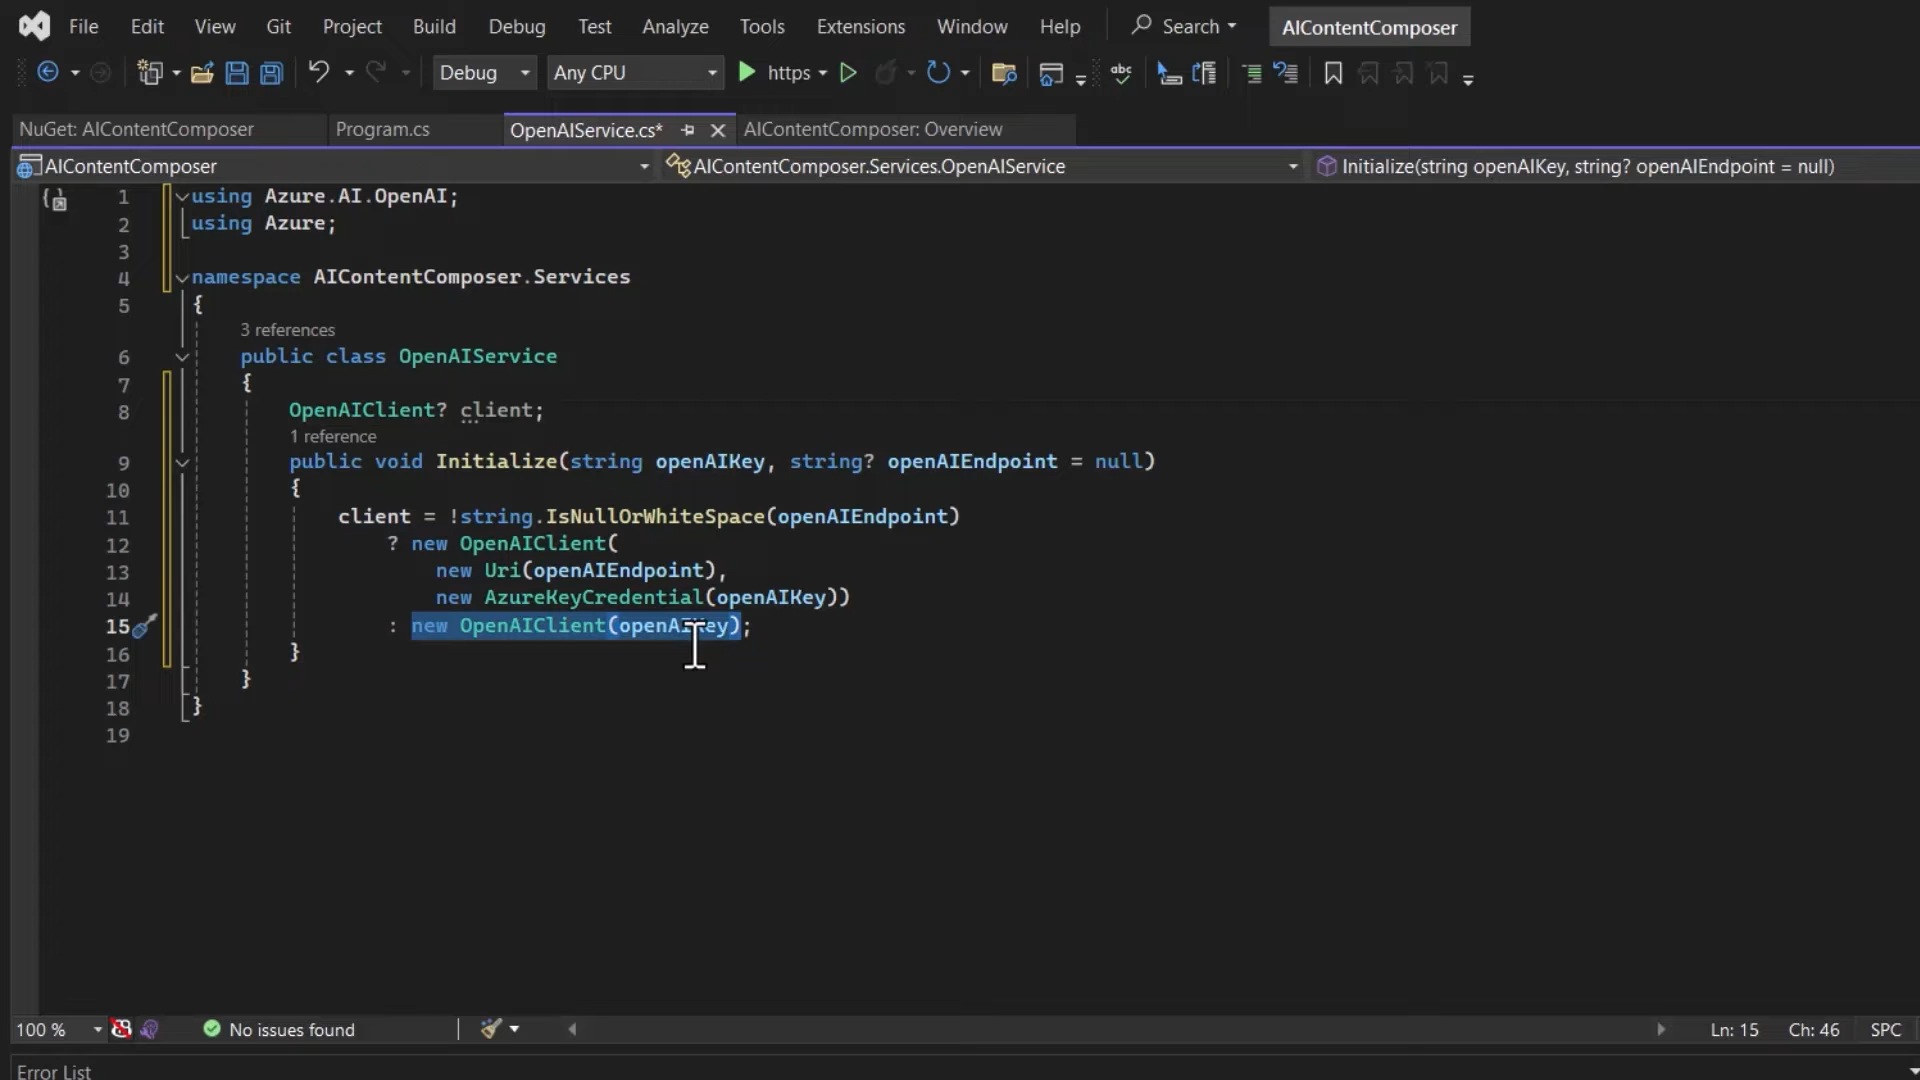 File Edit View Git Project Build Debug Test Analyze Tools Extensions Window Help Search AIContentComposer
Debug Any CPU https abc
NuGet: AIContentComposer Program.cs OpenAIService.cs* AIContentComposer: Overview
AIContentComposer AIContentComposer.Services.OpenAIService Initialize(string openAIKey, string? openAIEndpoint = null)
1 using Azure.AI.OpenAI;
2 using Azure;
3
4 namespace AIContentComposer.Services
5 {
3 references
6 public class OpenAIService
7 {
8 OpenAIClient? client;
1 reference
9 public void Initialize(string openAIKey, string? openAIEndpoint = null)
10 {
11 client = !string.IsNullOrWhiteSpace(openAIEndpoint)
12 ? new OpenAIClient(
13 new Uri(openAIEndpoint),
14 new AzureKeyCredential(openAIKey))
15 : new OpenAIClient(openAIKey);
16 }
17 }
18 }
19
100 % No issues found Ln: 15 Ch: 46 SPC
Error List